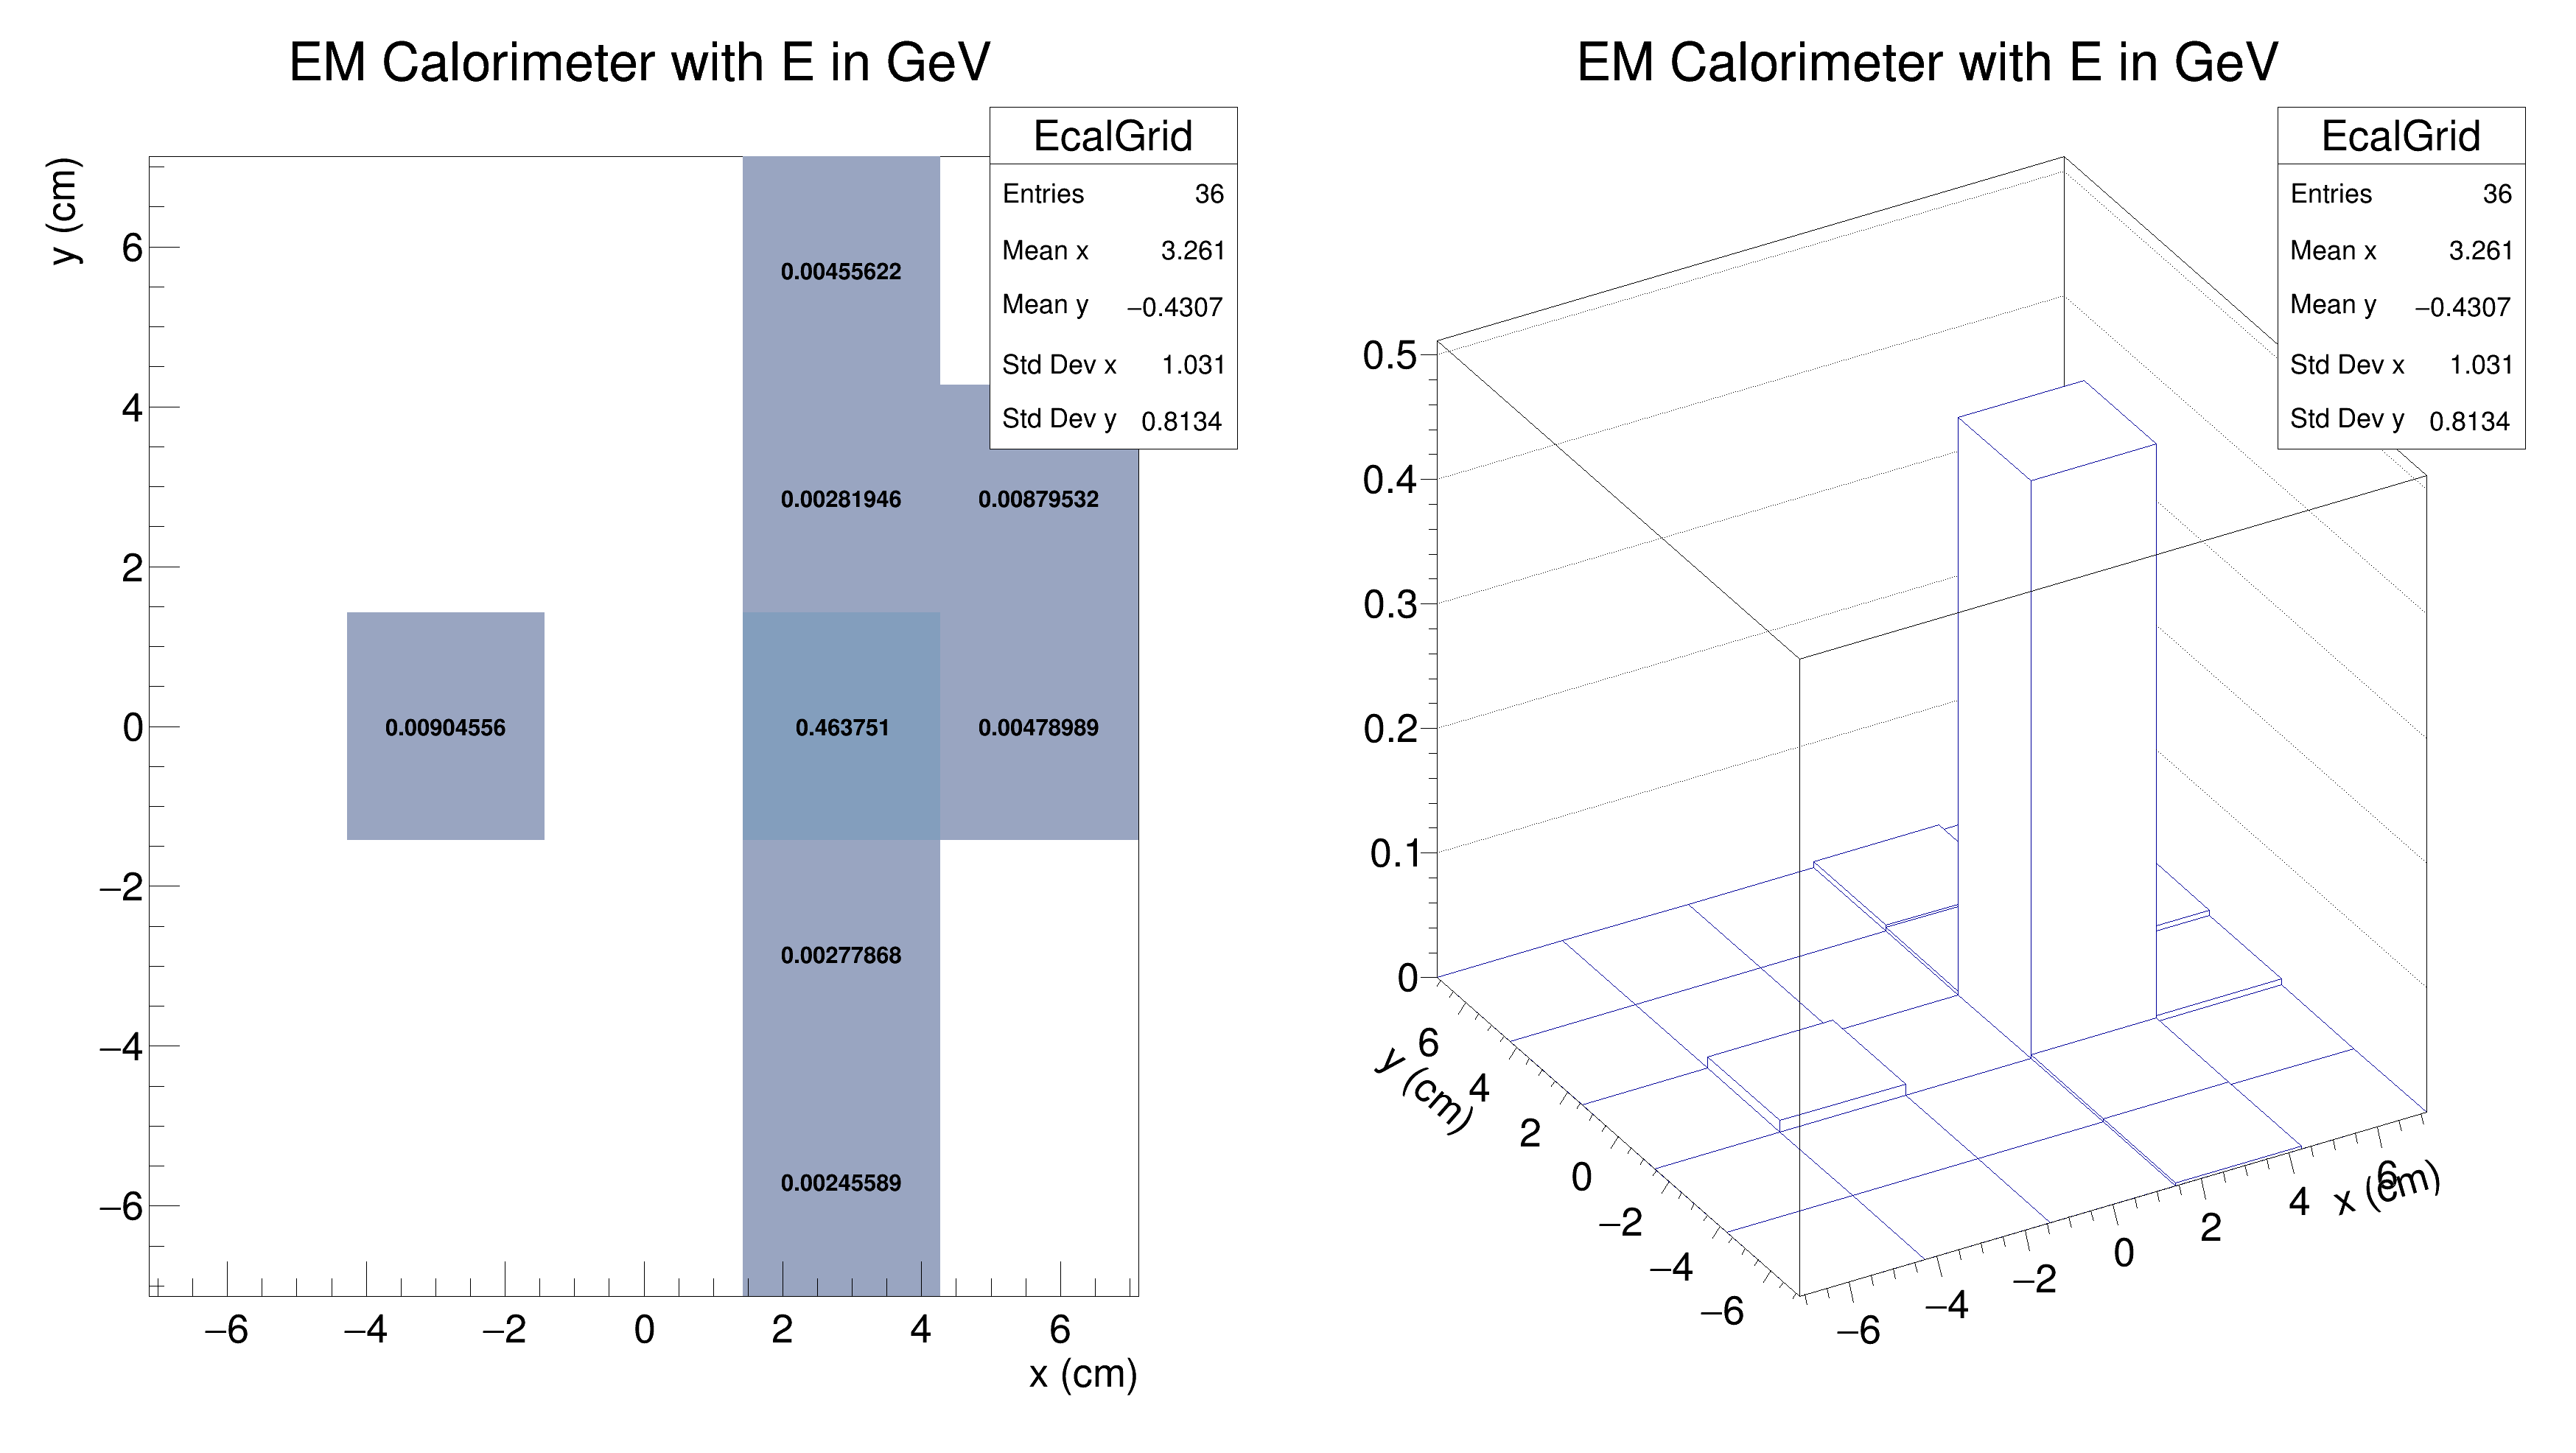 EM Calorimeter with E in GeV
EcalGrid
Entries 36
Mean x 3.261
Mean y −0.4307
Std Dev x 1.031
Std Dev y 0.8134
y (cm)
6
4
2
0
−2
−4
−6
0.00455622
0.00281946 0.00879532
0.00904556 0.463751 0.00478989
0.00277868
0.00245589
−6 −4 −2 0 2 4 6
x (cm)
EM Calorimeter with E in GeV
EcalGrid
Entries 36
Mean x 3.261
Mean y −0.4307
Std Dev x 1.031
Std Dev y 0.8134
0.5
0.4
0.3
0.2
0.1
0
y (cm)
6
4
2
0
−2
−4
−6
−6 −4 −2 0 2 4 6
x (cm)